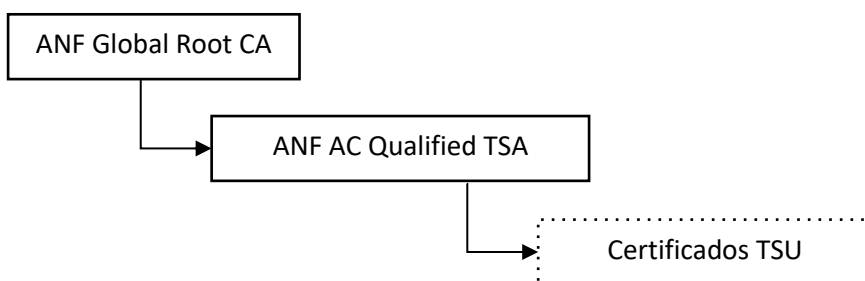 ANF Global Root CA
ANF AC Qualified TSA
Certificados TSU